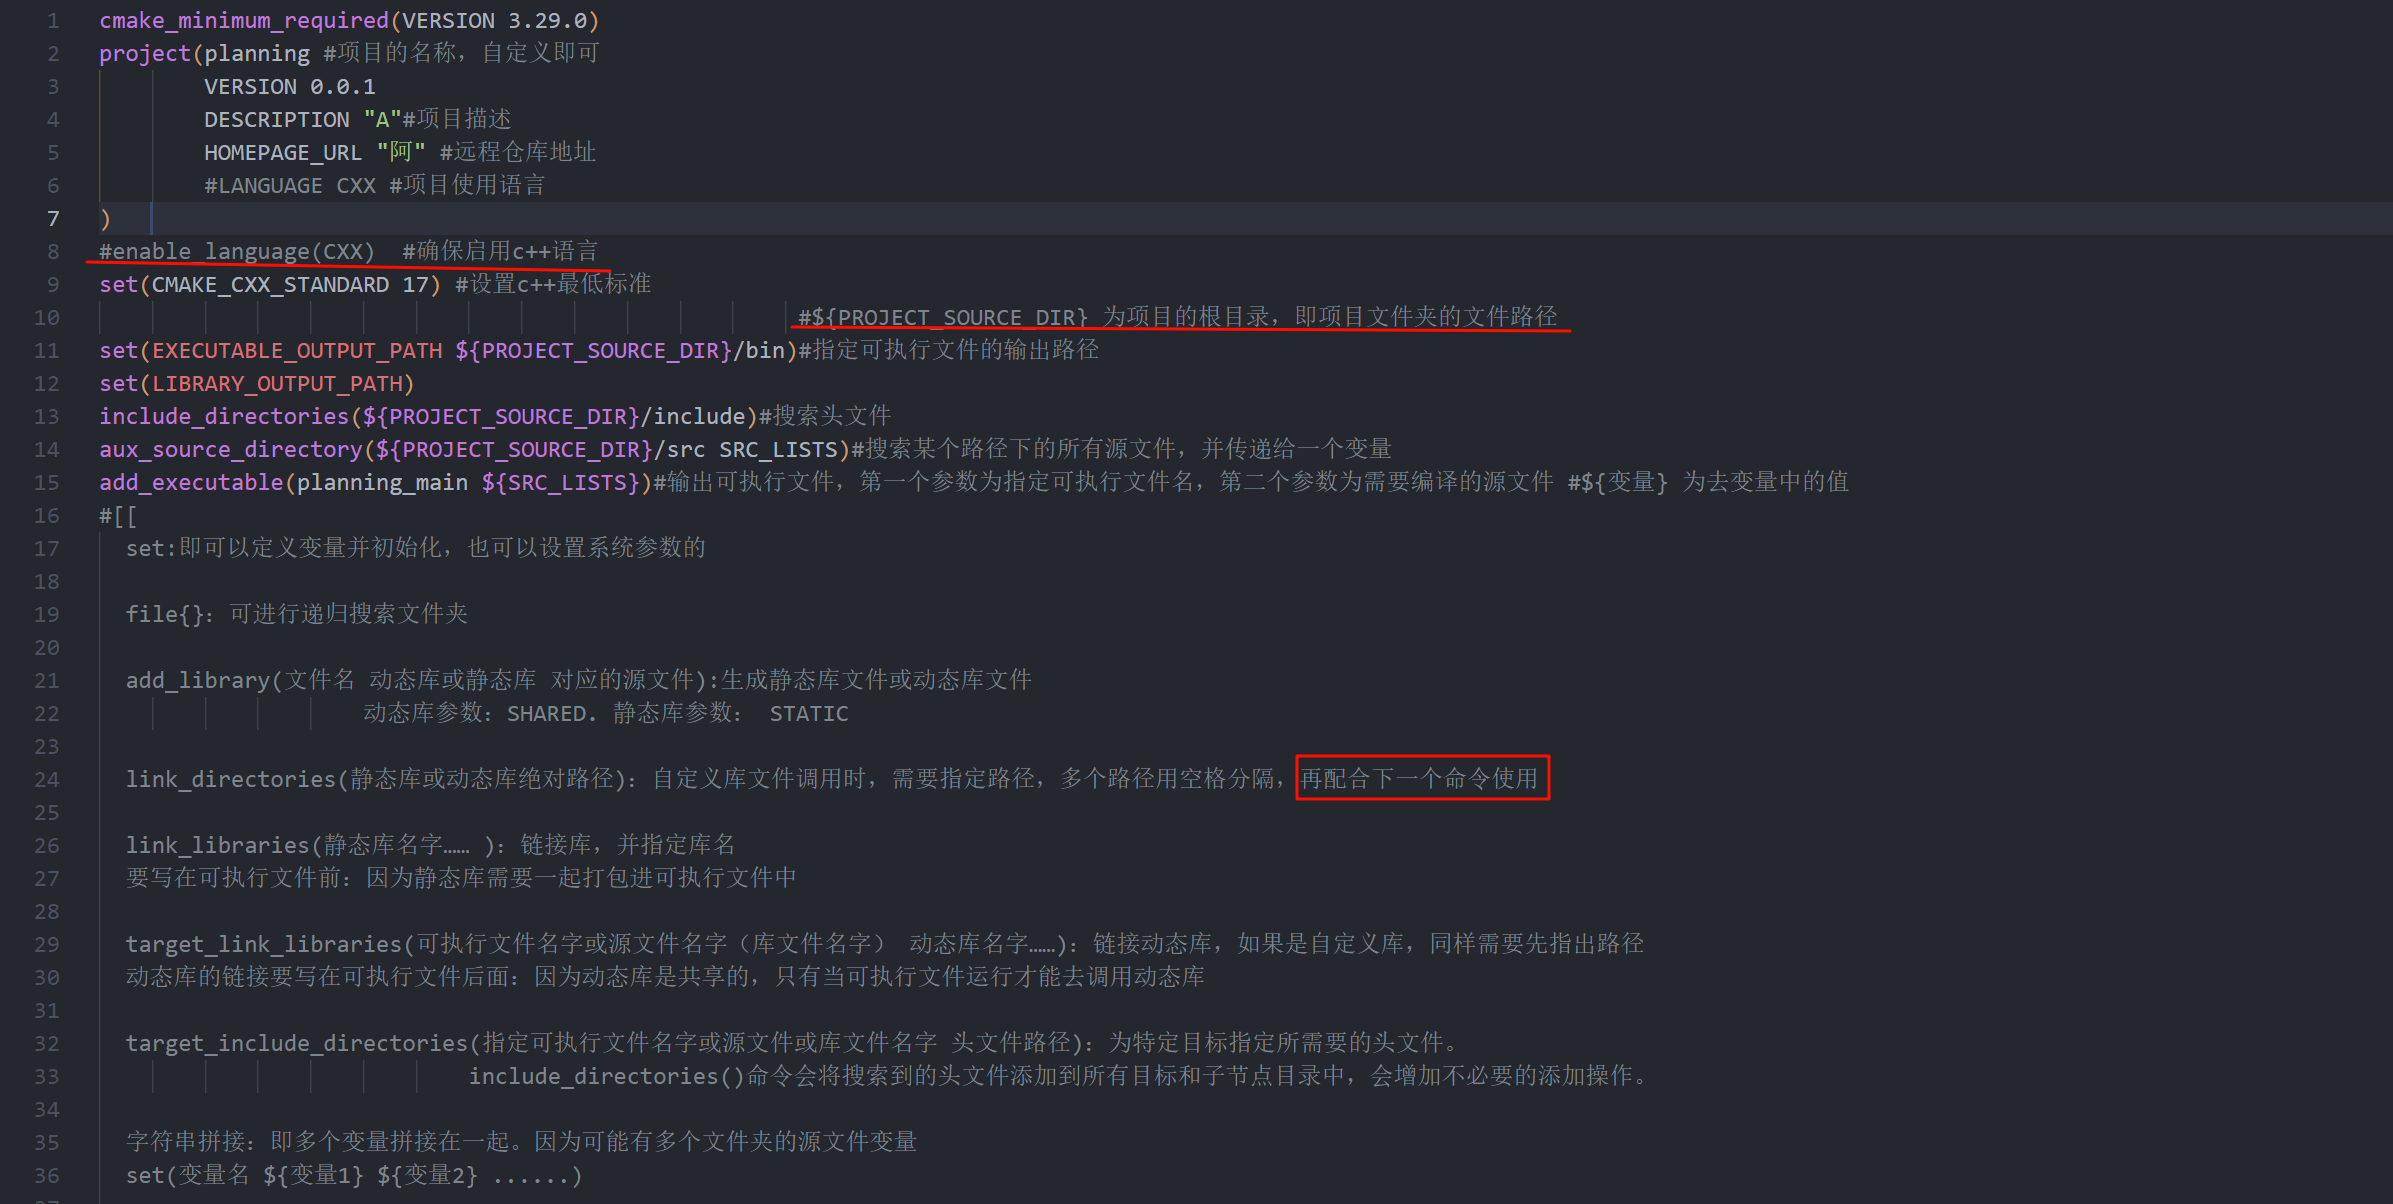 1 cmake_minimum_required(VERSION 3.29.0)
2 project(planning #项目的名称，自定义即可
3 VERSION 0.0.1
4 DESCRIPTION "A"#项目描述
5 HOMEPAGE_URL "阿" #远程仓库地址
6 #LANGUAGE CXX #项目使用语言
7 )
8 #enable_language(CXX) #确保启用c++语言
9 set(CMAKE_CXX_STANDARD 17) #设置c++最低标准
10 #${PROJECT_SOURCE_DIR} 为项目的根目录，即项目文件夹的文件路径
11 set(EXECUTABLE_OUTPUT_PATH ${PROJECT_SOURCE_DIR}/bin)#指定可执行文件的输出路径
12 set(LIBRARY_OUTPUT_PATH)
13 include_directories(${PROJECT_SOURCE_DIR}/include)#搜索头文件
14 aux_source_directory(${PROJECT_SOURCE_DIR}/src SRC_LISTS)#搜索某个路径下的所有源文件，并传递给一个变量
15 add_executable(planning_main ${SRC_LISTS})#输出可执行文件，第一个参数为指定可执行文件名，第二个参数为需要编译的源文件 #${变量} 为去变量中的值
16 #[[
17 set:即可以定义变量并初始化，也可以设置系统参数的
18
19 file{}：可进行递归搜索文件夹
20
21 add_library(文件名 动态库或静态库 对应的源文件):生成静态库文件或动态库文件
22 动态库参数：SHARED. 静态库参数： STATIC
23
24 link_directories(静态库或动态库绝对路径)：自定义库文件调用时，需要指定路径，多个路径用空格分隔，再配合下一个命令使用
25
26 link_libraries(静态库名字…… )：链接库，并指定库名
27 要写在可执行文件前：因为静态库需要一起打包进可执行文件中
28
29 target_link_libraries(可执行文件名字或源文件名字（库文件名字） 动态库名字……)：链接动态库，如果是自定义库，同样需要先指出路径
30 动态库的链接要写在可执行文件后面：因为动态库是共享的，只有当可执行文件运行才能去调用动态库
31
32 target_include_directories(指定可执行文件名字或源文件或库文件名字 头文件路径)：为特定目标指定所需要的头文件。
33 include_directories()命令会将搜索到的头文件添加到所有目标和子节点目录中，会增加不必要的添加操作。
34
35 字符串拼接：即多个变量拼接在一起。因为可能有多个文件夹的源文件变量
36 set(变量名 ${变量1} ${变量2} ......)